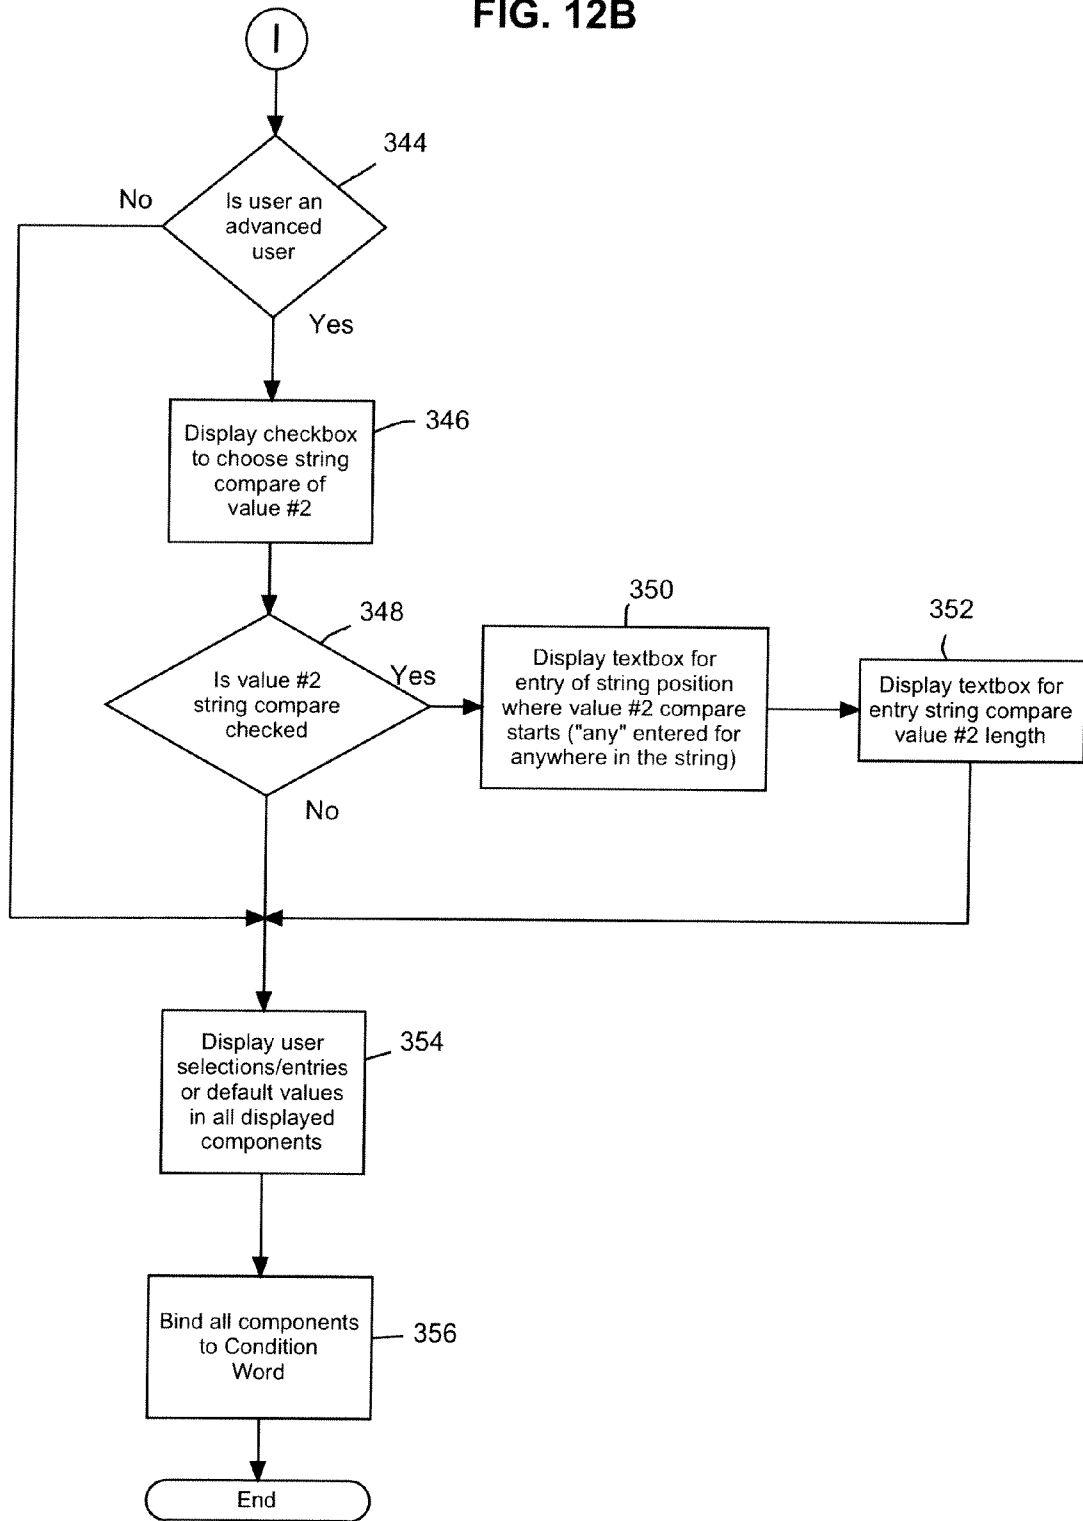 FIG. 12B
I
344
No
Is user an
advanced
user
Yes
346
Display checkbox
to choose string
compare of
value #2
348
Is value #2
string compare
checked
Yes
No
350
Display textbox for
entry of string position
where value #2 compare
starts ("any" entered for
anywhere in the string)
352
Display textbox for
entry string compare
value #2 length
354
Display user
selections/entries
or default values
in all displayed
components
356
Bind all components
to Condition
Word
End